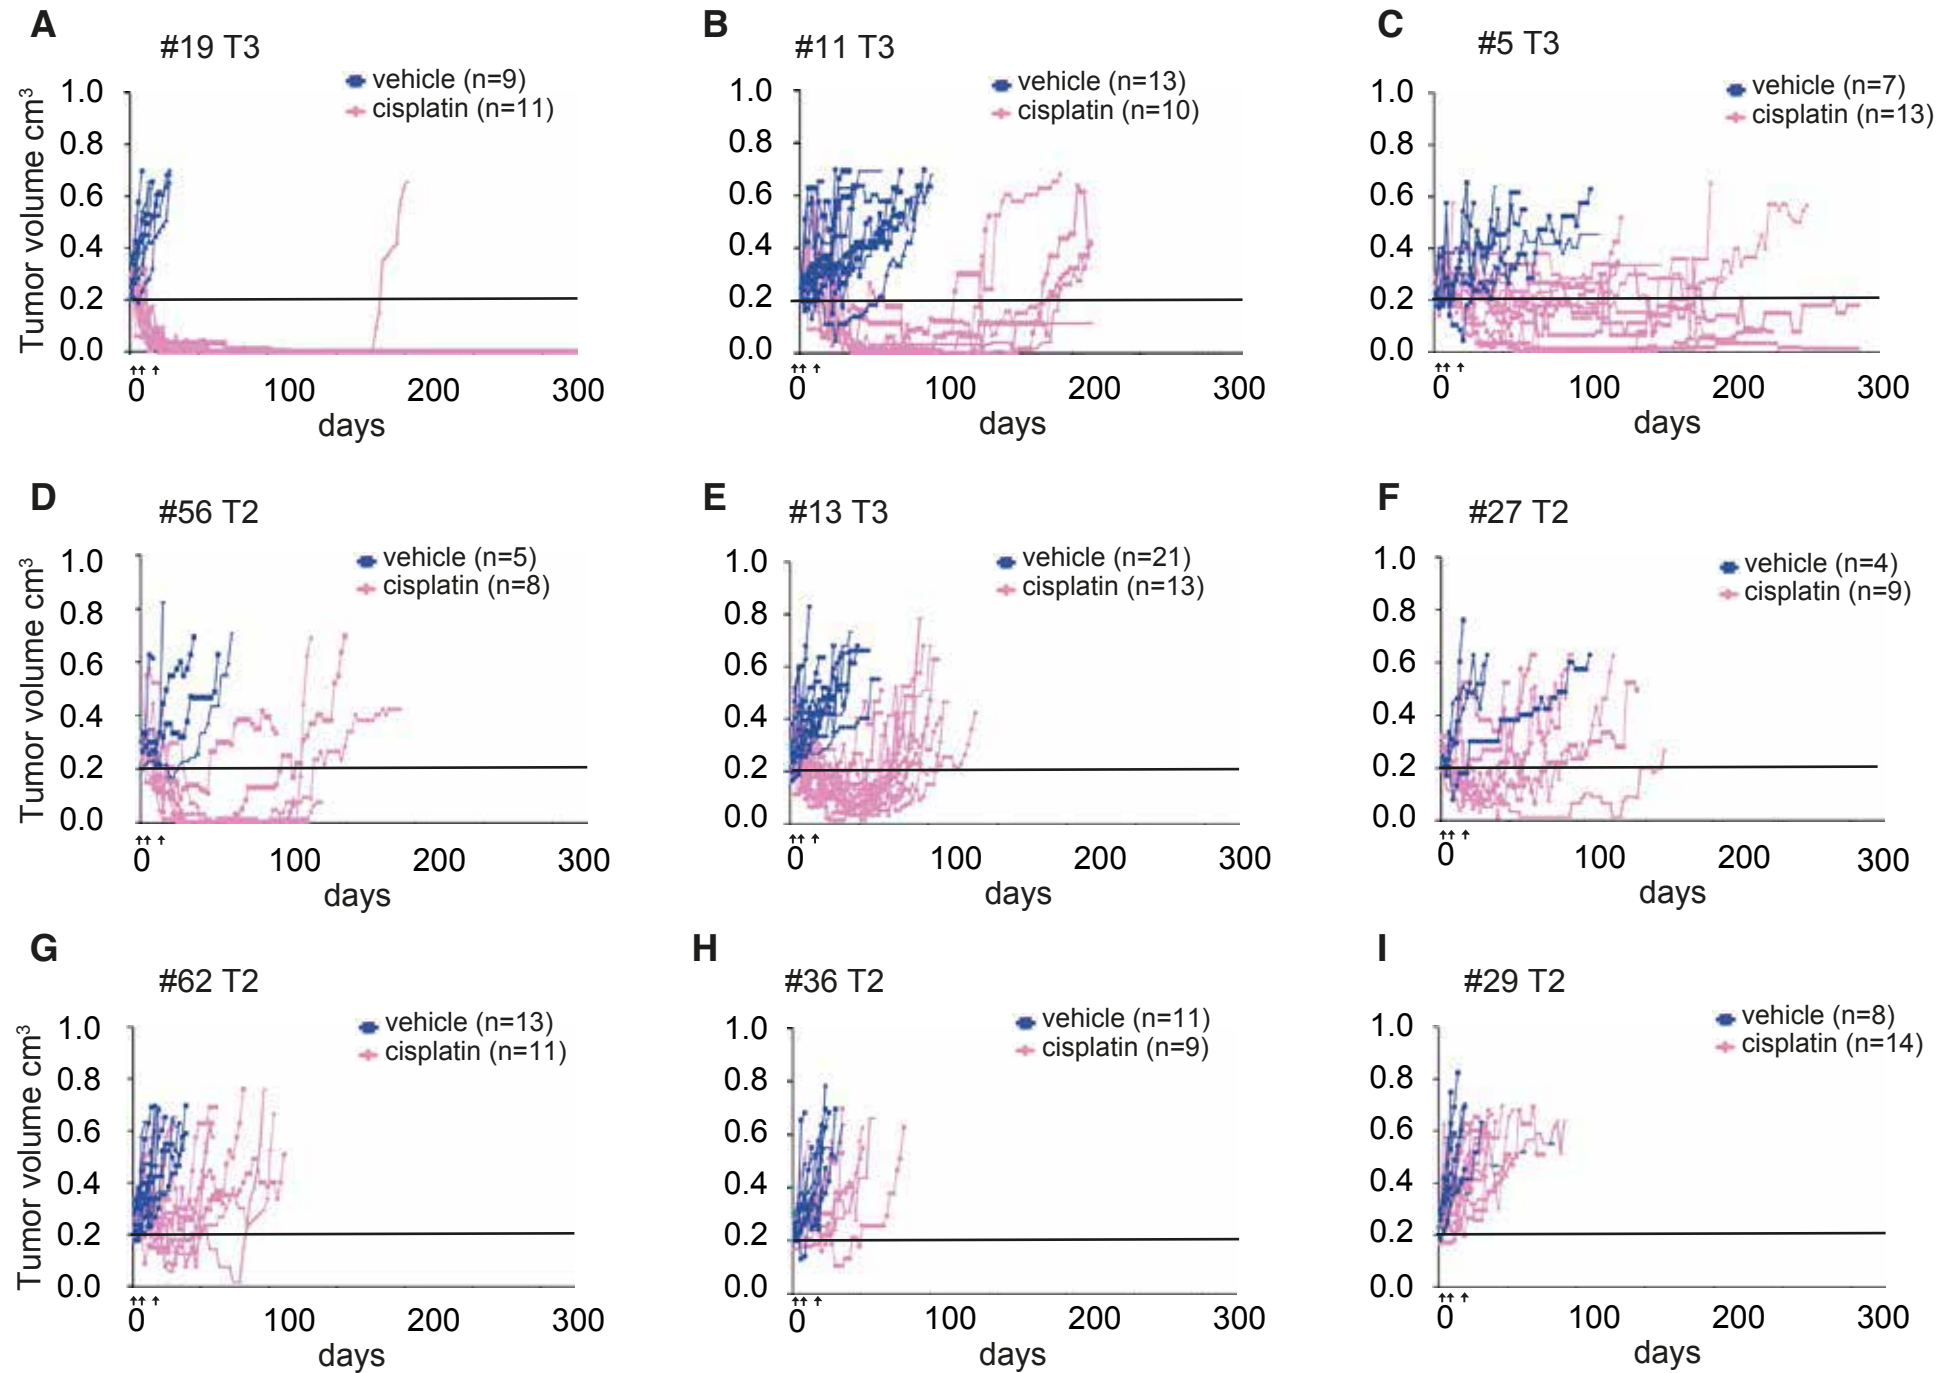 A
#19 T3
vehicle (n=9)
cisplatin (n=11)
Tumor volume cm³
1.0
0.8
0.6
0.4
0.2
0.0
0 100 200 300
days
B
#11 T3
vehicle (n=13)
cisplatin (n=10)
1.0
0.8
0.6
0.4
0.2
0.0
0 100 200 300
days
C
#5 T3
vehicle (n=7)
cisplatin (n=13)
1.0
0.8
0.6
0.4
0.2
0.0
0 100 200 300
days
D
#56 T2
vehicle (n=5)
cisplatin (n=8)
Tumor volume cm³
1.0
0.8
0.6
0.4
0.2
0.0
0 100 200 300
days
E
#13 T3
vehicle (n=21)
cisplatin (n=13)
1.0
0.8
0.6
0.4
0.2
0.0
0 100 200 300
days
F
#27 T2
vehicle (n=4)
cisplatin (n=9)
1.0
0.8
0.6
0.4
0.2
0.0
0 100 200 300
days
G
#62 T2
vehicle (n=13)
cisplatin (n=11)
Tumor volume cm³
1.0
0.8
0.6
0.4
0.2
0.0
0 100 200 300
days
H
#36 T2
vehicle (n=11)
cisplatin (n=9)
1.0
0.8
0.6
0.4
0.2
0.0
0 100 200 300
days
I
#29 T2
vehicle (n=8)
cisplatin (n=14)
1.0
0.8
0.6
0.4
0.2
0.0
0 100 200 300
days